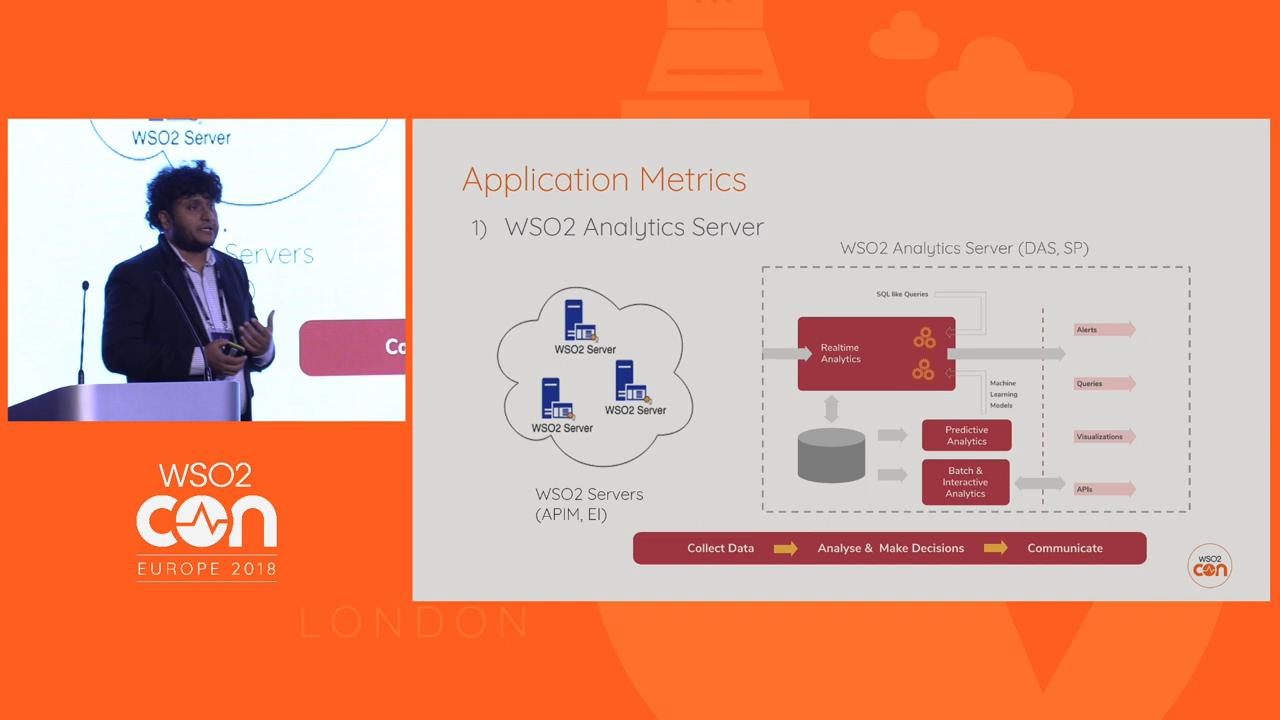 WSO2 Server
Servers
)
Co
WSO2
con
EUROPE 2018
LONDON
Application Metrics
1) WSO2 Analytics Server
WSO2 Analytics Server (DAS, SP)
WSO2 Server
WSO2 Server
WSO2 Server
WSO2 Servers
(APIM, EI)
SQL like Queries
Realtime
Analytics
Machine
Learning
Models
Predictive
Analytics
Batch &
Interactive
Analytics
Alerts
Queries
Visualizations
APIs
Collect Data
Analyse & Make Decisions
Communicate
WSO2
con